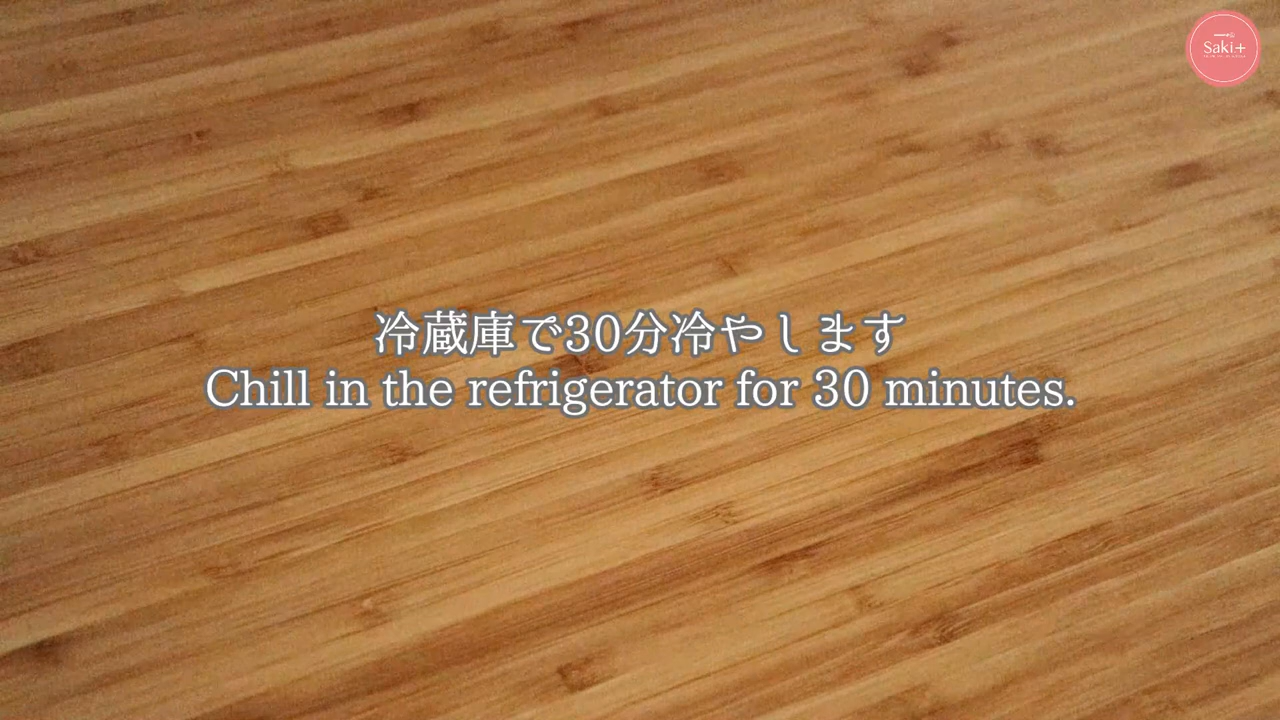 Saki.+
冷蔵庫で30分冷やします
Chill in the refrigerator for 30 minutes.